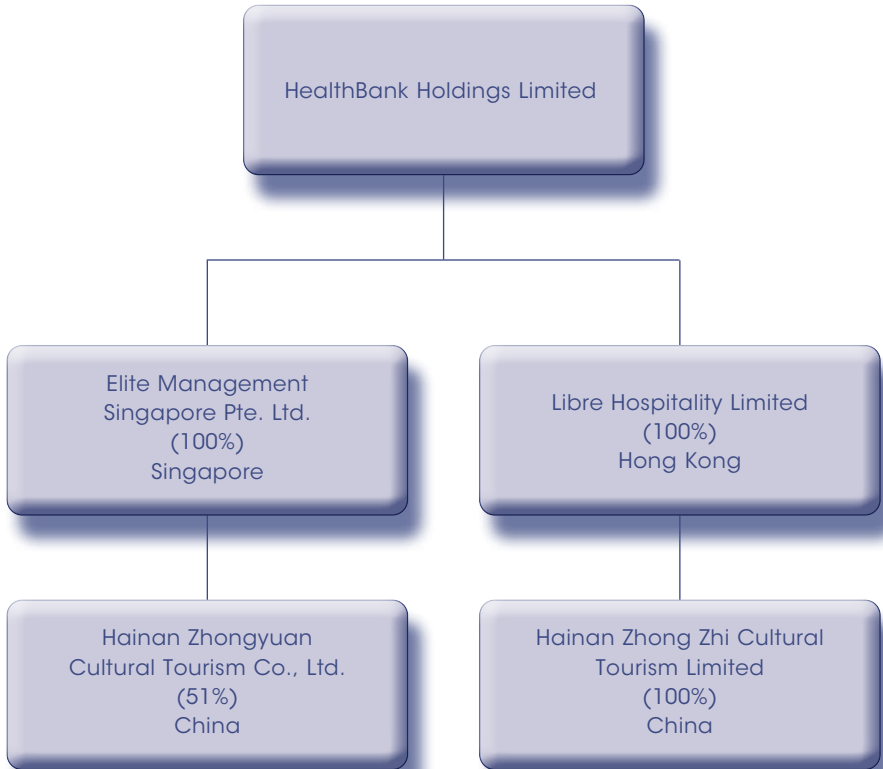 HealthBank Holdings Limited
Elite Management
Singapore Pte. Ltd.
(100%)
Singapore
Libre Hospitality Limited
(100%)
Hong Kong
Hainan Zhongyuan
Cultural Tourism Co., Ltd.
(51%)
China
Hainan Zhong Zhi Cultural
Tourism Limited
(100%)
China